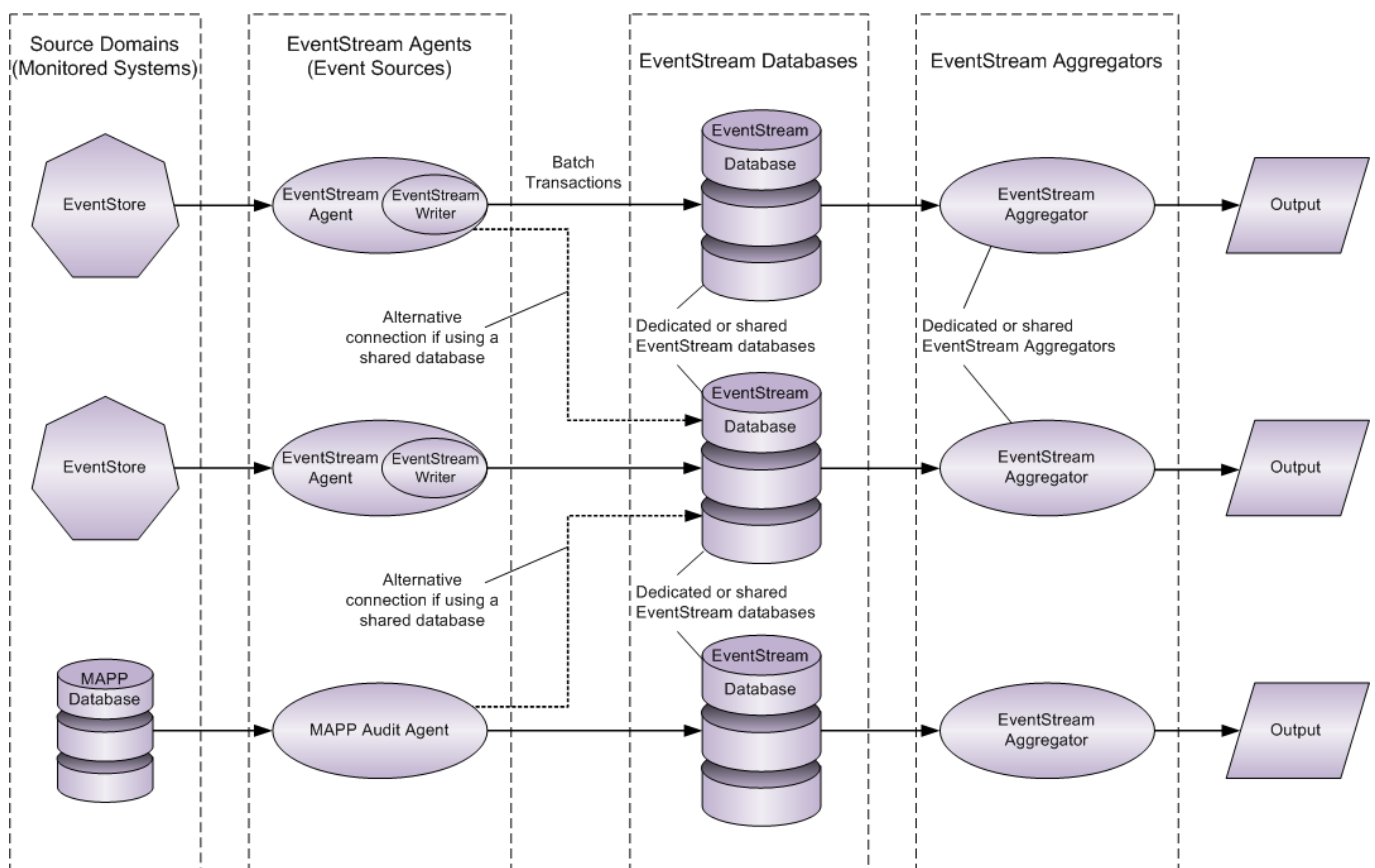 Source Domains
(Monitored Systems)
EventStream Agents
(Event Sources)
EventStream Databases
EventStream Aggregators
EventStore
EventStream
Agent
EventStream
Writer
Batch
Transactions
EventStream
Database
EventStream
Aggregator
Output
Alternative
connection if using a
shared database
Dedicated or shared
EventStream databases
Dedicated or shared
EventStream Aggregators
EventStore
EventStream
Agent
EventStream
Writer
EventStream
Database
EventStream
Aggregator
Output
Alternative
connection if using a
shared database
Dedicated or shared
EventStream databases
MAPP
Database
MAPP Audit Agent
EventStream
Database
EventStream
Aggregator
Output